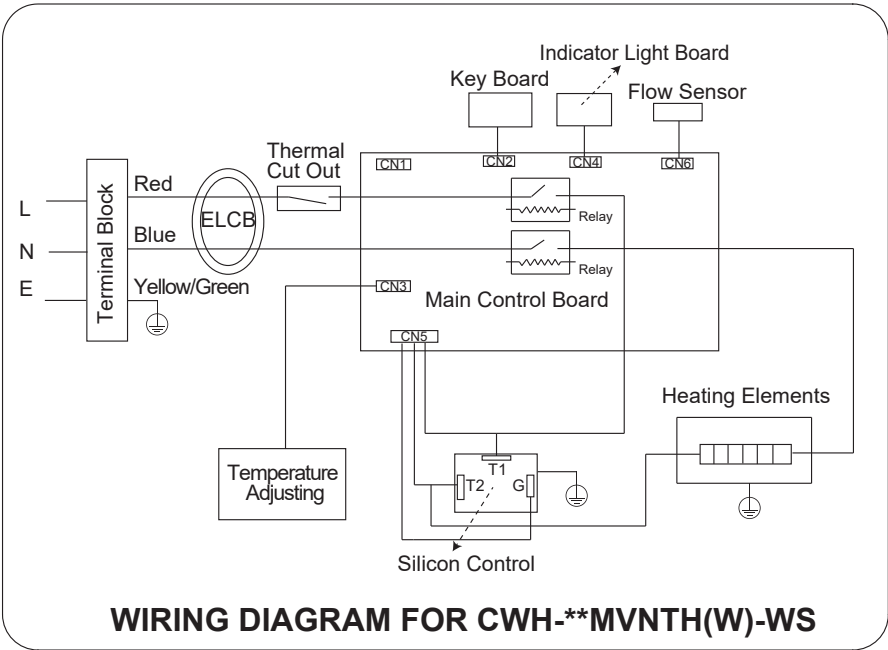 Indicator Light Board
Key Board
Flow Sensor
Thermal
Cut Out
CN1
CN2
CN4
CN6
L
N
E
Terminal Block
Red
Blue
Yellow/Green
ELCB
Relay
Relay
CN3
Main Control Board
CN5
Heating Elements
Temperature
Adjusting
T1
T2
G
Silicon Control
WIRING DIAGRAM FOR CWH-**MVNTH(W)-WS